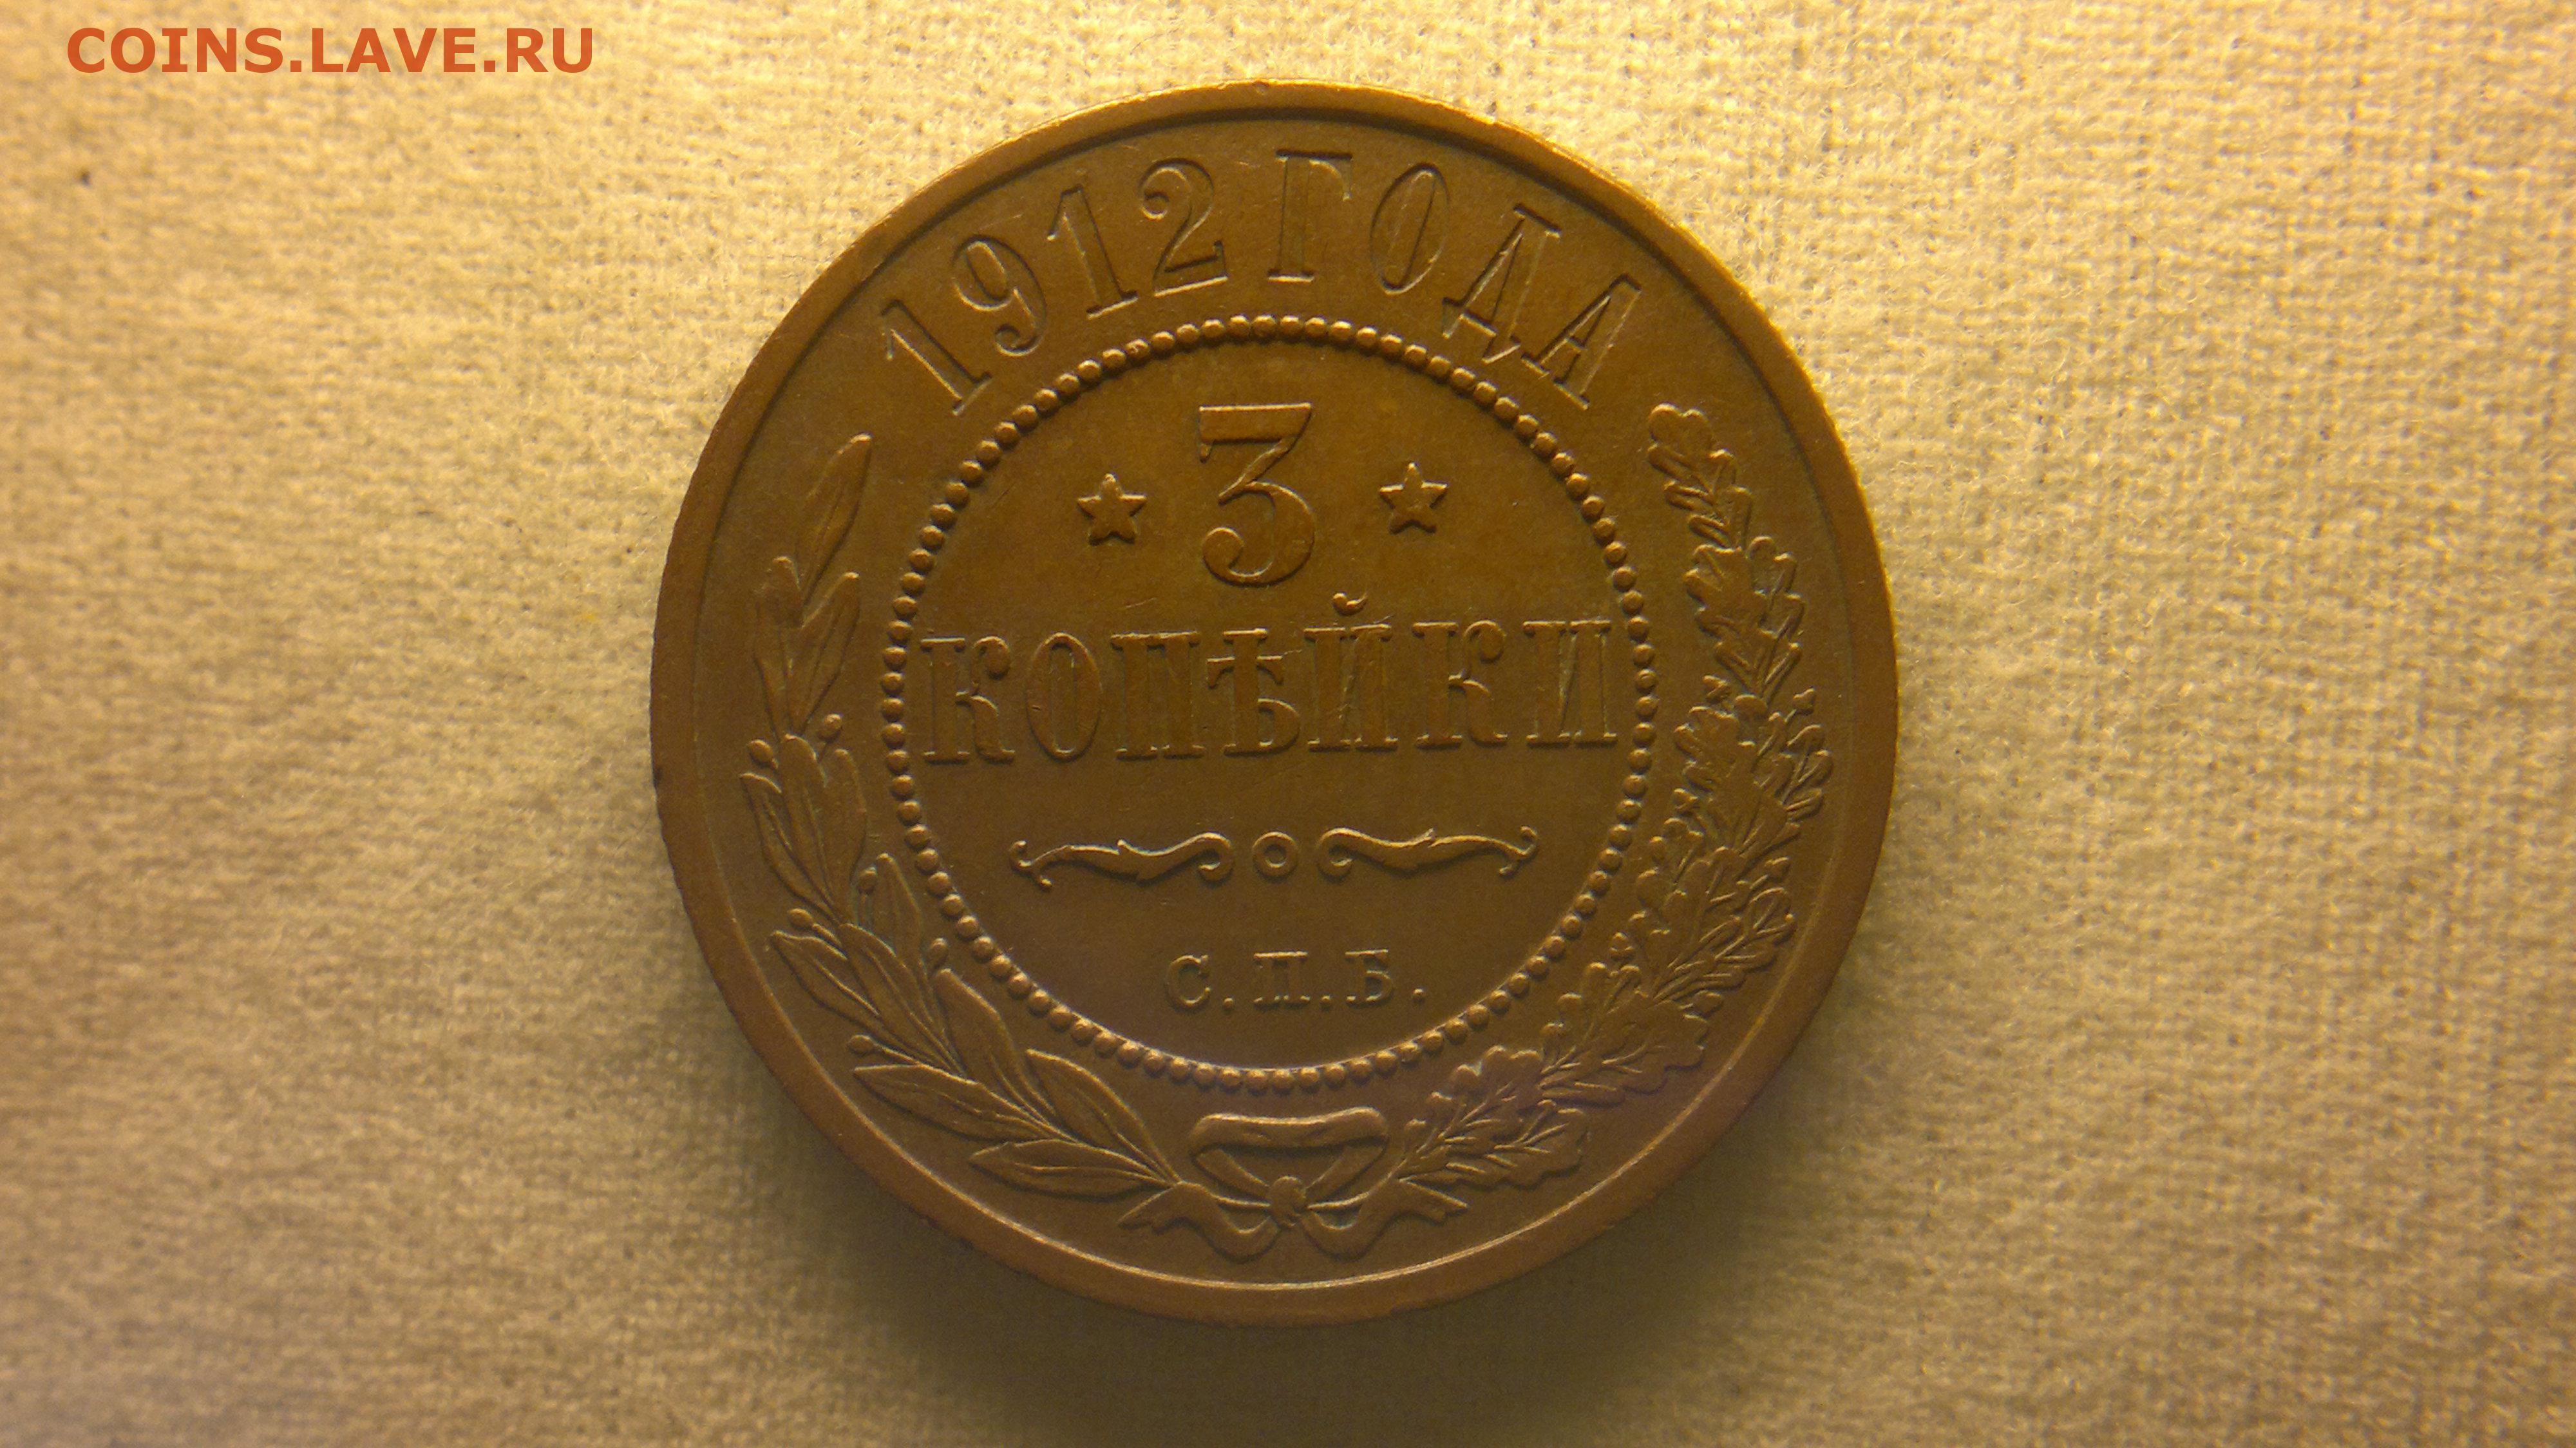 COINS.LAVE.RU
1912 ГОДА
3
КОПѢЙКИ
С.П.Б.